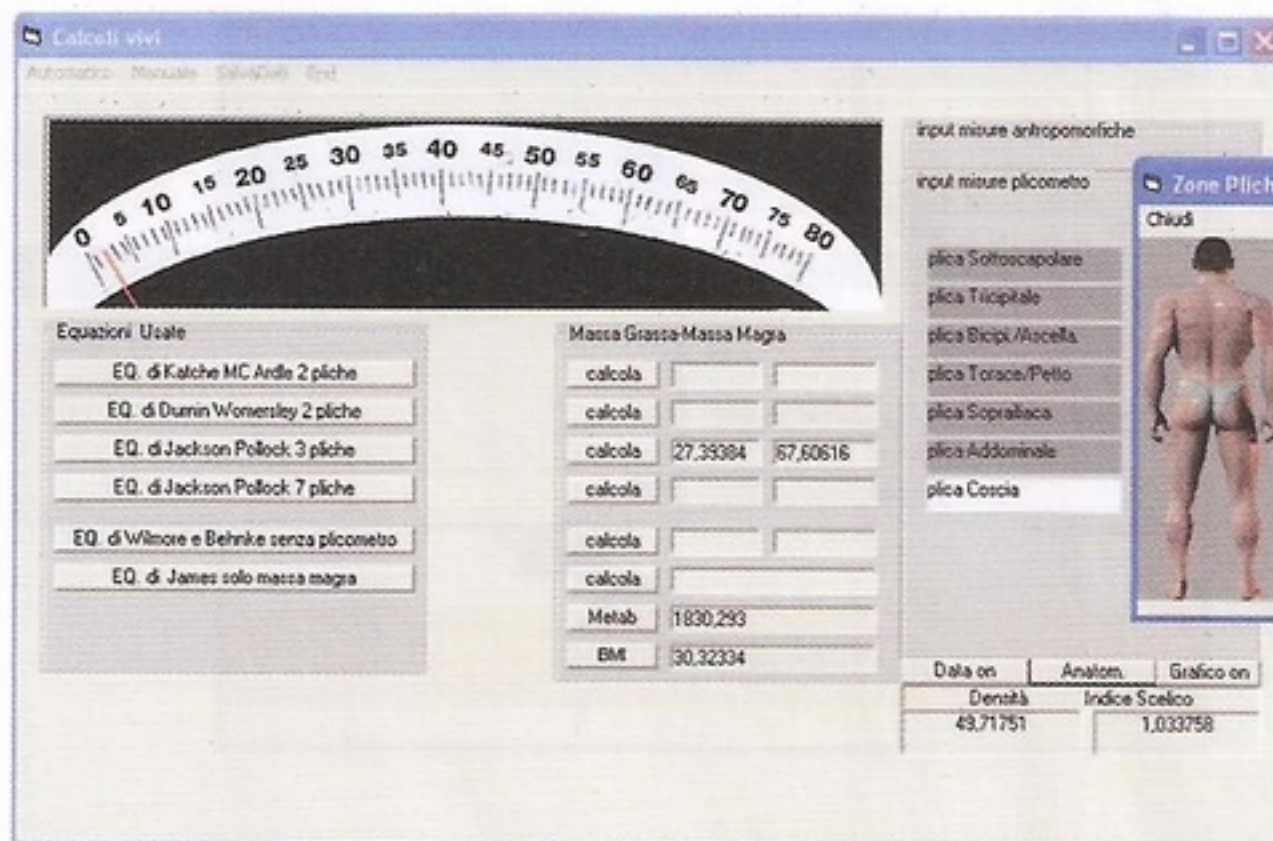 Calcoli vivi
Automatico Manuale SalvaDati End
0 5 10 15 20 25 30 35 40 45 50 55 60 65 70 75 80
input misure antropomorfiche
input misure plicometro
Zone Plich
Chiudi
plica Sottoscapolare
plica Tricipitale
plica Bicipi./Ascella.
plica Torace/Petto
plica Soprailiaca
plica Addominale
plica Coscia
Equazioni Usate
EQ. di Katche MC Ardle 2 pliche
EQ. di Durnin Womersley 2 pliche
EQ. di Jackson Pollock 3 pliche
EQ. di Jackson Pollock 7 pliche
EQ. di Wilmore e Behnke senza plicometro
EQ. di James solo massa magra
Massa Grassa-Massa Magra
calcola
calcola
calcola 27,39384 67,60616
calcola
calcola
calcola
Metab 1830,293
BMI 30,32334
Data on Anatom. Grafico on
Densità Indice Scelico
49,71751 1,033758